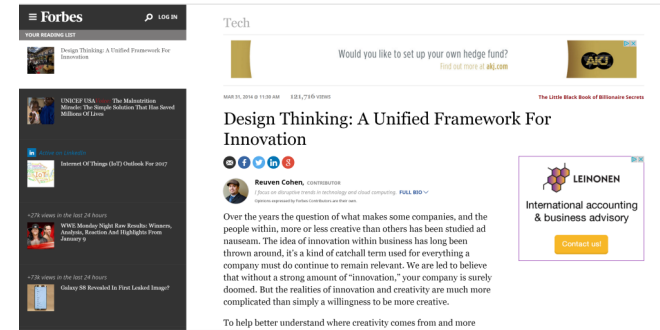 Forbes
LOG IN
YOUR READING LIST
Design Thinking: A Unified Framework For
Innovation
UNICEF USA
The Malnutrition
Miracle: The Simple Solution That Has Saved
Millions Of Lives
in
Active on LinkedIn
Internet Of Things (IoT) Outlook For 2017
+27k views in the last 24 hours
WWE Monday Night Raw Results: Winners,
Analysis, Reaction And Highlights From
January 9
+73k views in the last 24 hours
Galaxy S8 Revealed In First Leaked Image?
Tech
Would you like to set up your own hedge fund?
Find out more at akj.com
AKJ
MAR 31, 2014 @ 11:30 AM 121,716 VIEWS
The Little Black Book of Billionaire Secrets
Design Thinking: A Unified Framework For
Innovation
Reuven Cohen, CONTRIBUTOR
I focus on disruptive trends in technology and cloud computing. FULL BIO
Opinions expressed by Forbes Contributors are their own.
Over the years the question of what makes some companies, and the
people within, more or less creative than others has been studied ad
nauseam. The idea of innovation within business has long been
thrown around, it's a kind of catchall term used for everything a
company must do continue to remain relevant. We are led to believe
that without a strong amount of "innovation," your company is surely
doomed. But the realities of innovation and creativity are much more
complicated than simply a willingness to be more creative.
To help better understand where creativity comes from and more
LEINONEN
International accounting
& business advisory
Contact us!